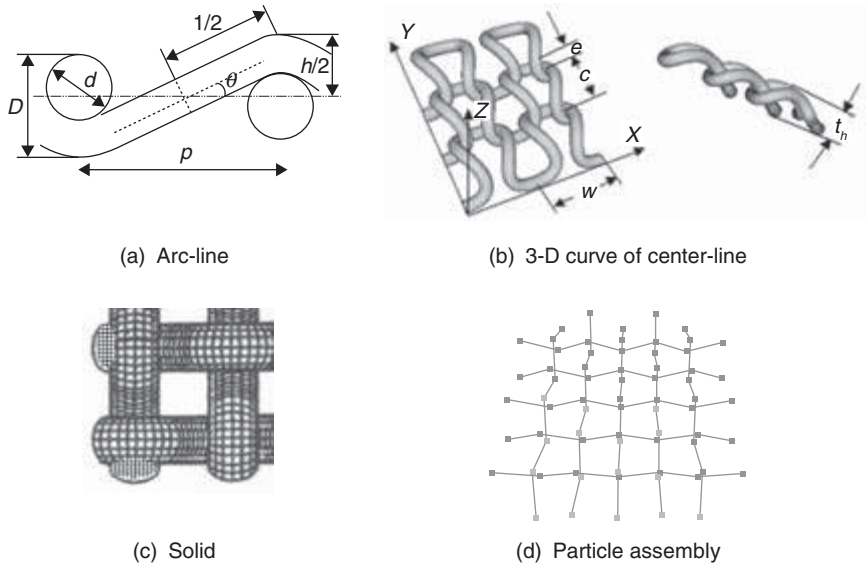 1/2
h/2
d
θ
D
p
Y
e
c
Z
X
w
t_h
(a) Arc-line
(b) 3-D curve of center-line
(c) Solid
(d) Particle assembly